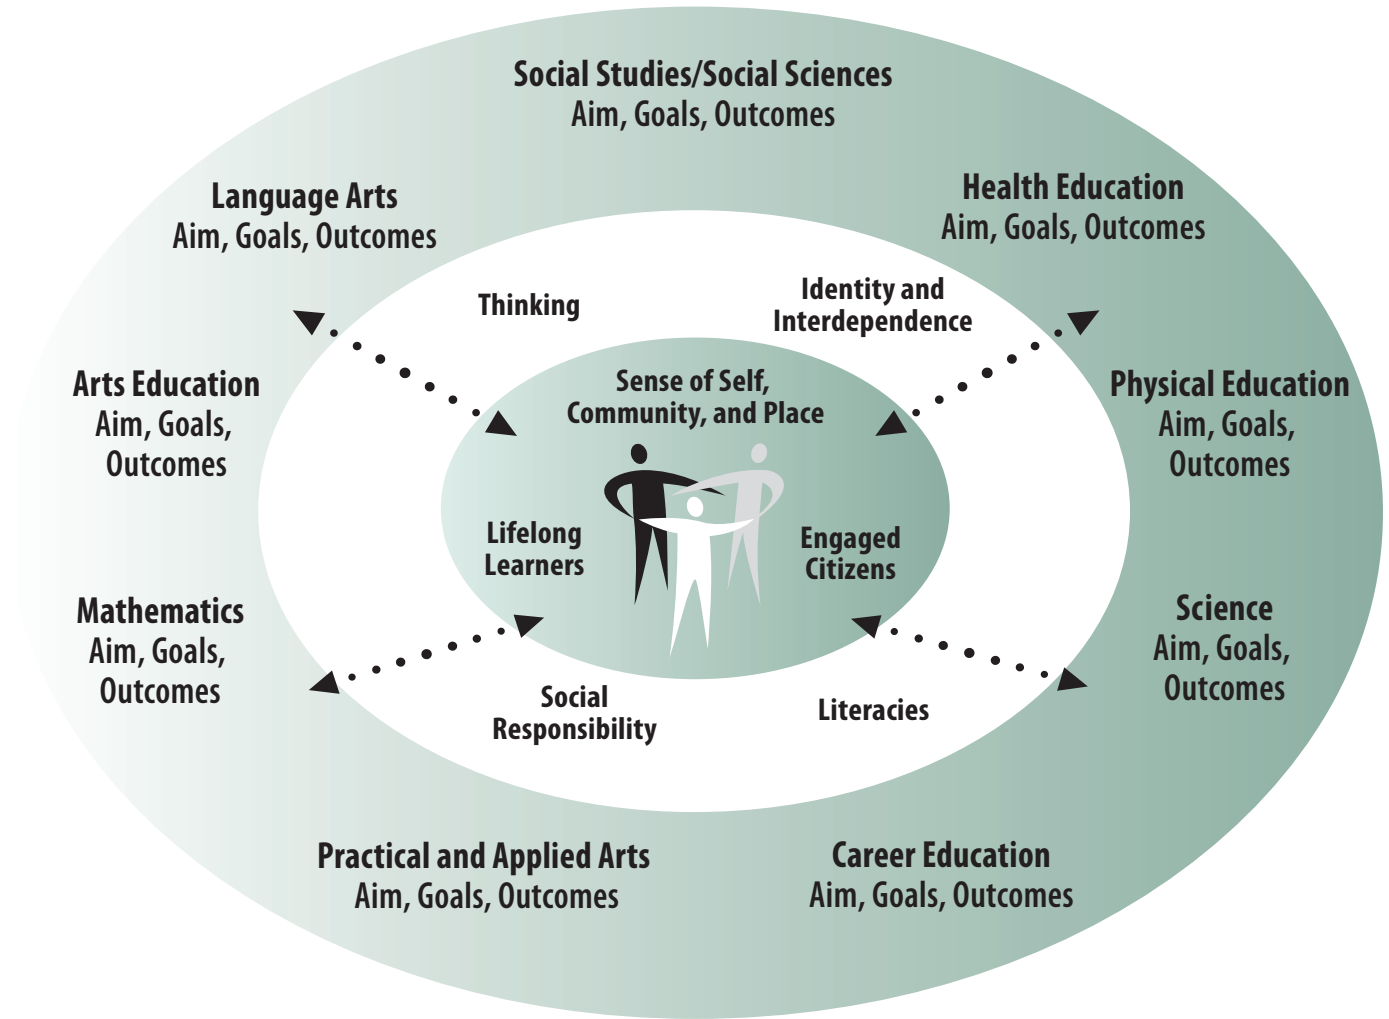 Social Studies/Social Sciences
Aim, Goals, Outcomes
Language Arts
Aim, Goals, Outcomes
Health Education
Aim, Goals, Outcomes
Thinking
Identity and
Interdependence
Arts Education
Aim, Goals,
Outcomes
Sense of Self,
Community, and Place
Physical Education
Aim, Goals,
Outcomes
Lifelong
Learners
Engaged
Citizens
Mathematics
Aim, Goals,
Outcomes
Science
Aim, Goals,
Outcomes
Social
Responsibility
Literacies
Practical and Applied Arts
Aim, Goals, Outcomes
Career Education
Aim, Goals, Outcomes